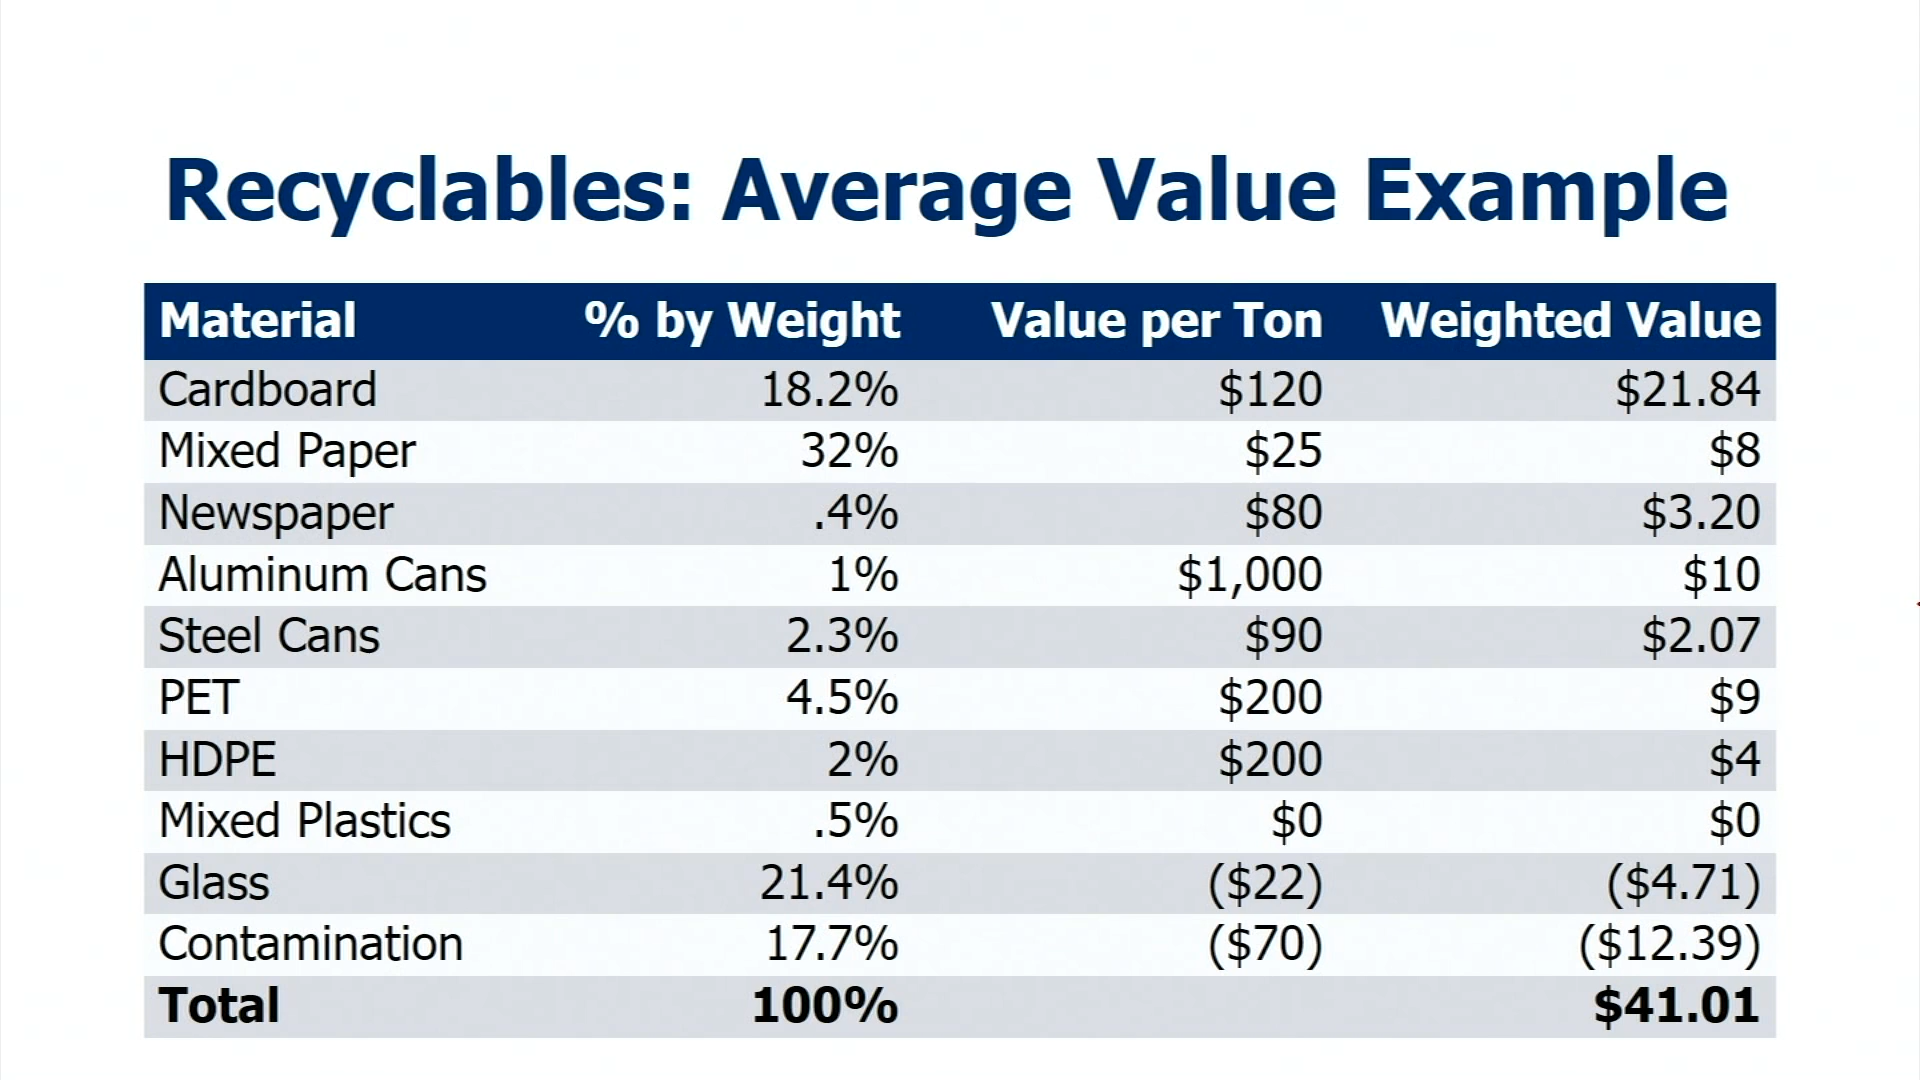 Recyclables: Average Value Example
Material % by Weight Value per Ton Weighted Value
Cardboard 18.2% $120 $21.84
Mixed Paper 32% $25 $8
Newspaper .4% $80 $3.20
Aluminum Cans 1% $1,000 $10
Steel Cans 2.3% $90 $2.07
PET 4.5% $200 $9
HDPE 2% $200 $4
Mixed Plastics .5% $0 $0
Glass 21.4% ($22) ($4.71)
Contamination 17.7% ($70) ($12.39)
Total 100% $41.01